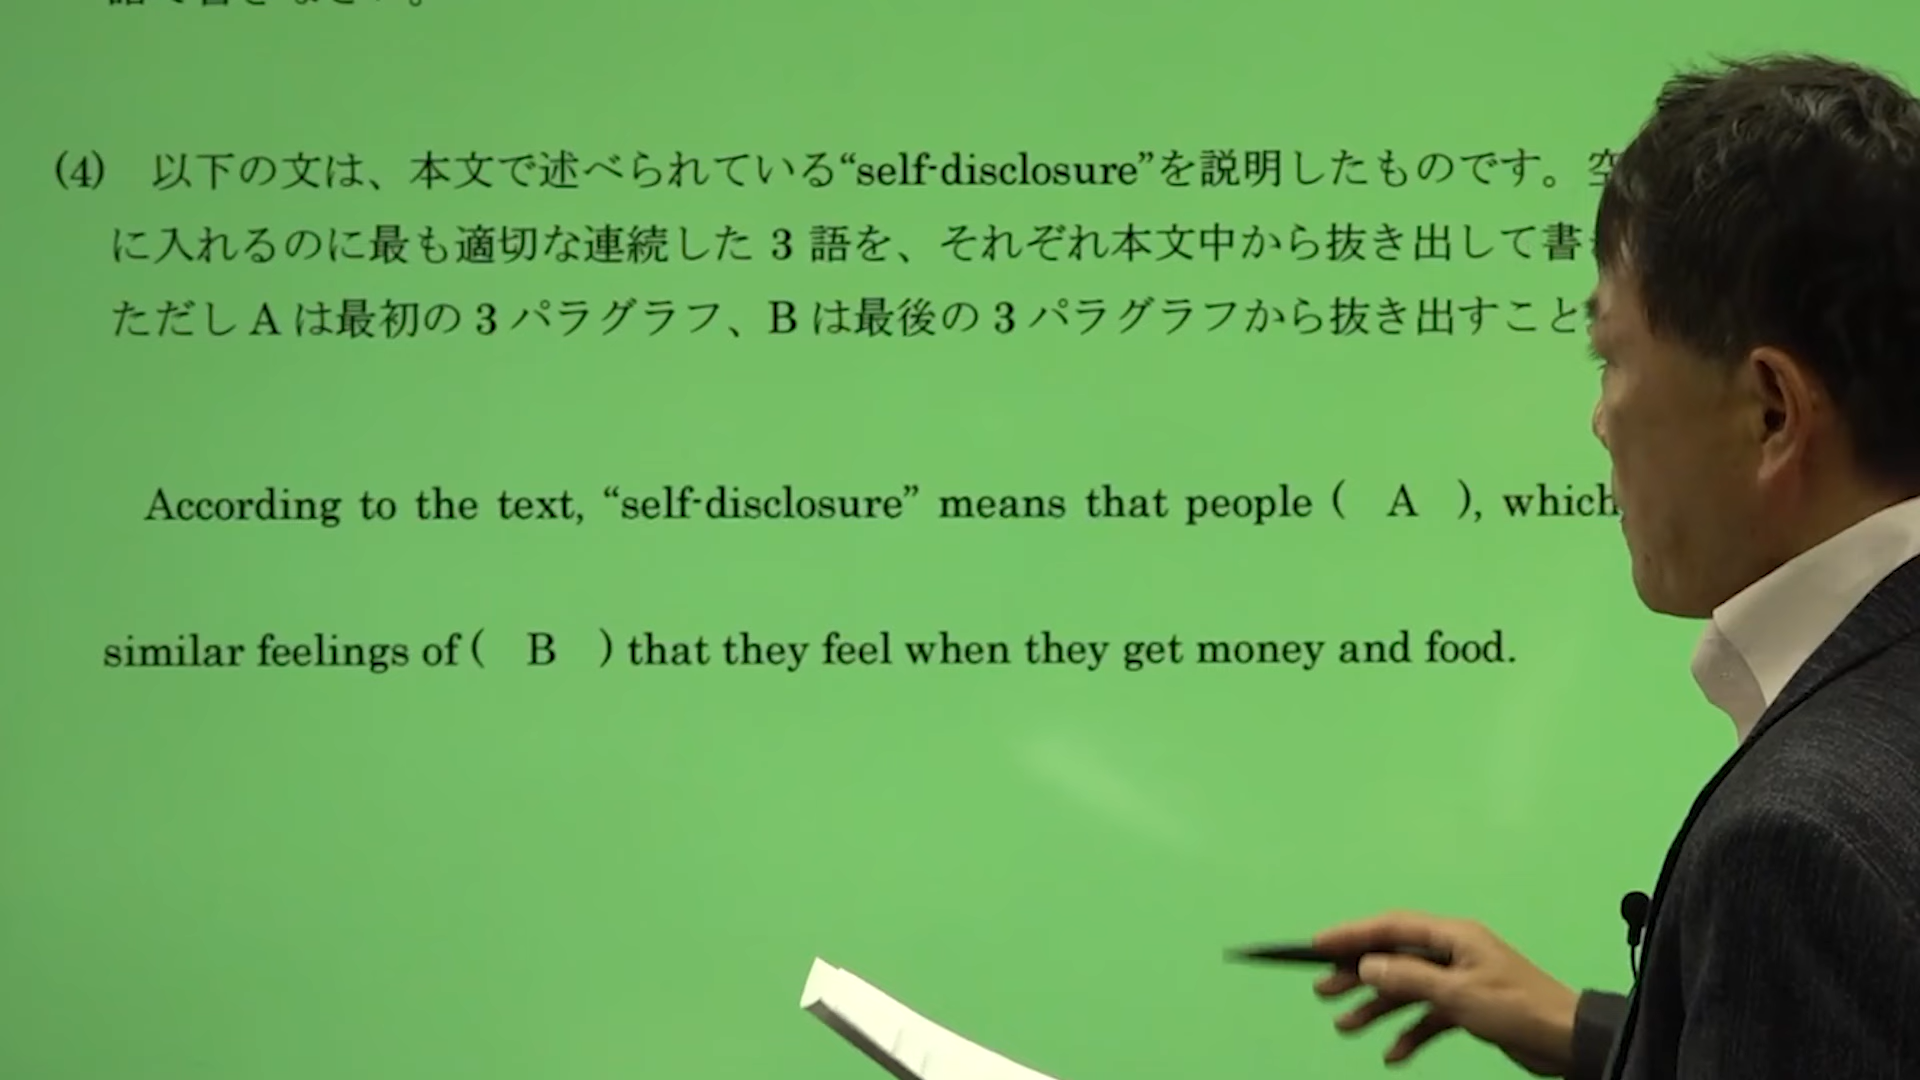 (4) 以下の文は、本文で述べられている“self-disclosure”を説明したものです。
に入れるのに最も適切な連続した 3 語を、それぞれ本文中から抜き出して書
ただし A は最初の 3 パラグラフ、B は最後の 3 パラグラフから抜き出すこと
According to the text, “self-disclosure” means that people ( A ), which
similar feelings of ( B ) that they feel when they get money and food.